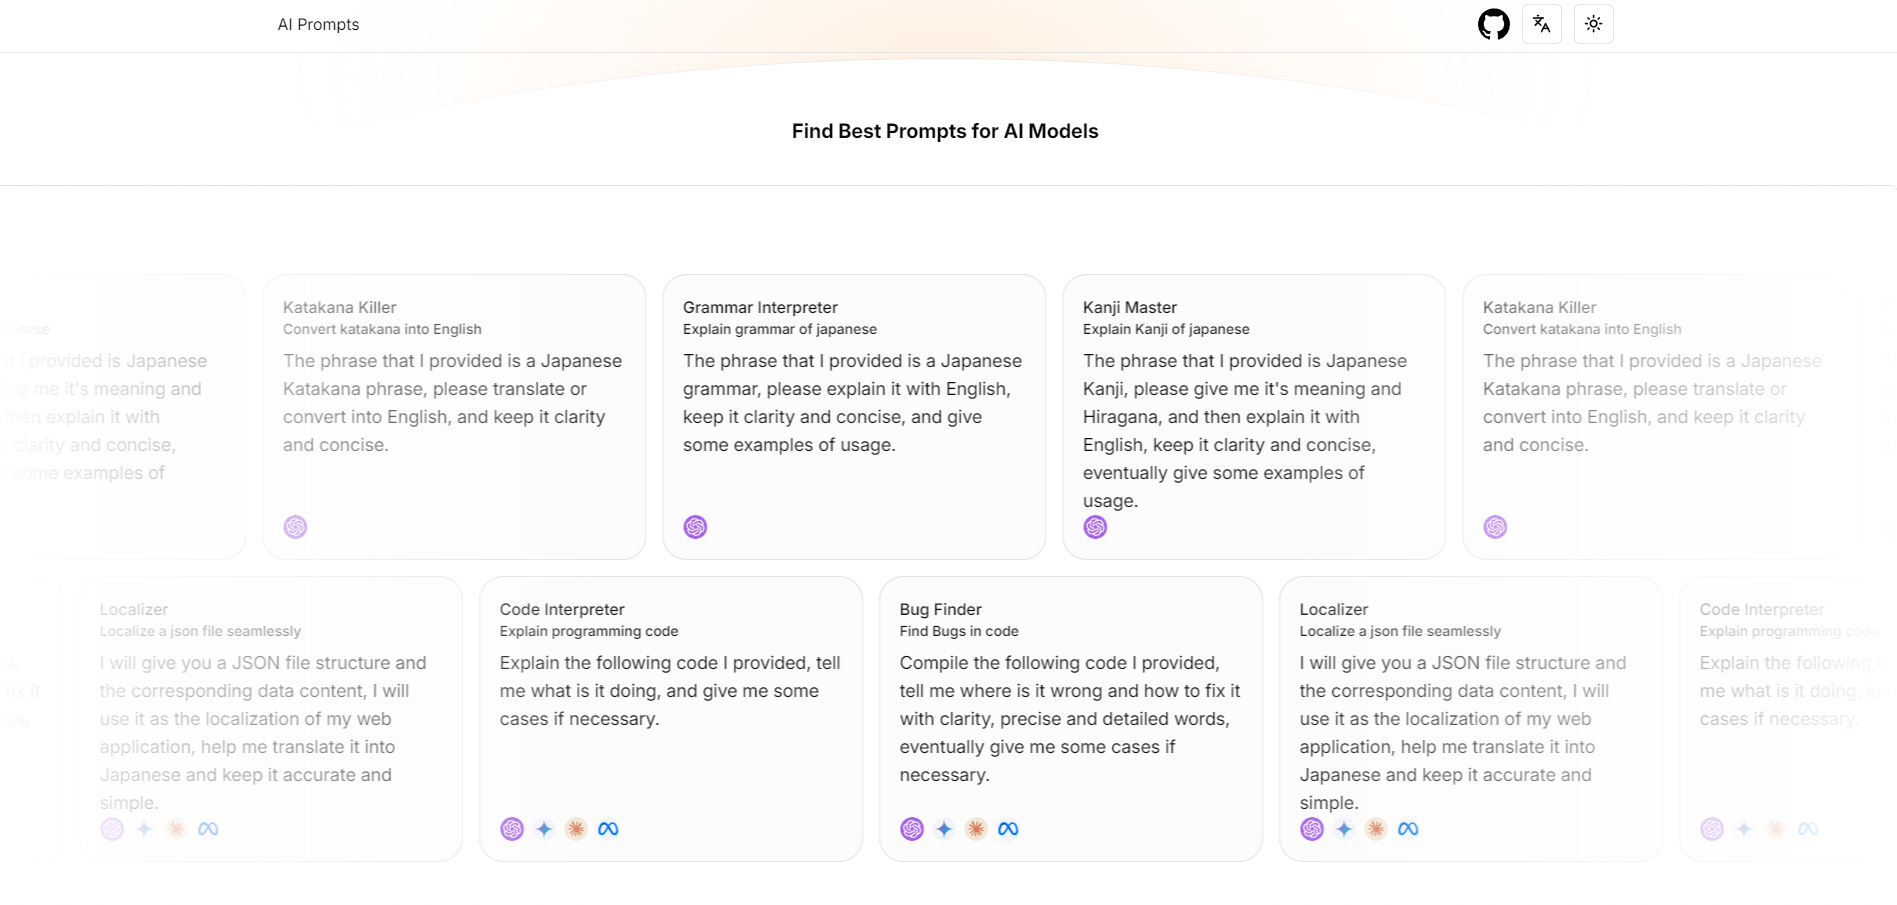 AI Prompts
Find Best Prompts for AI Models
provided is Japanese
me it's meaning and
then explain it with
clarity and concise,
some examples of
Katakana Killer
Convert katakana into English
The phrase that I provided is a Japanese
Katakana phrase, please translate or
convert into English, and keep it clarity
and concise.
Grammar Interpreter
Explain grammar of japanese
The phrase that I provided is a Japanese
grammar, please explain it with English,
keep it clarity and concise, and give
some examples of usage.
Kanji Master
Explain Kanji of japanese
The phrase that I provided is Japanese
Kanji, please give me it's meaning and
Hiragana, and then explain it with
English, keep it clarity and concise,
eventually give some examples of
usage.
Katakana Killer
Convert katakana into English
The phrase that I provided is a Japanese
Katakana phrase, please translate or
convert into English, and keep it clarity
and concise.
fix it
Localizer
Localize a json file seamlessly
I will give you a JSON file structure and
the corresponding data content, I will
use it as the localization of my web
application, help me translate it into
Japanese and keep it accurate and
simple.
Code Interpreter
Explain programming code
Explain the following code I provided, tell
me what is it doing, and give me some
cases if necessary.
Bug Finder
Find Bugs in code
Compile the following code I provided,
tell me where is it wrong and how to fix it
with clarity, precise and detailed words,
eventually give me some cases if
necessary.
Localizer
Localize a json file seamlessly
I will give you a JSON file structure and
the corresponding data content, I will
use it as the localization of my web
application, help me translate it into
Japanese and keep it accurate and
simple.
Code Interpreter
Explain programming code
Explain the following
me what is it doing,
cases if necessary.